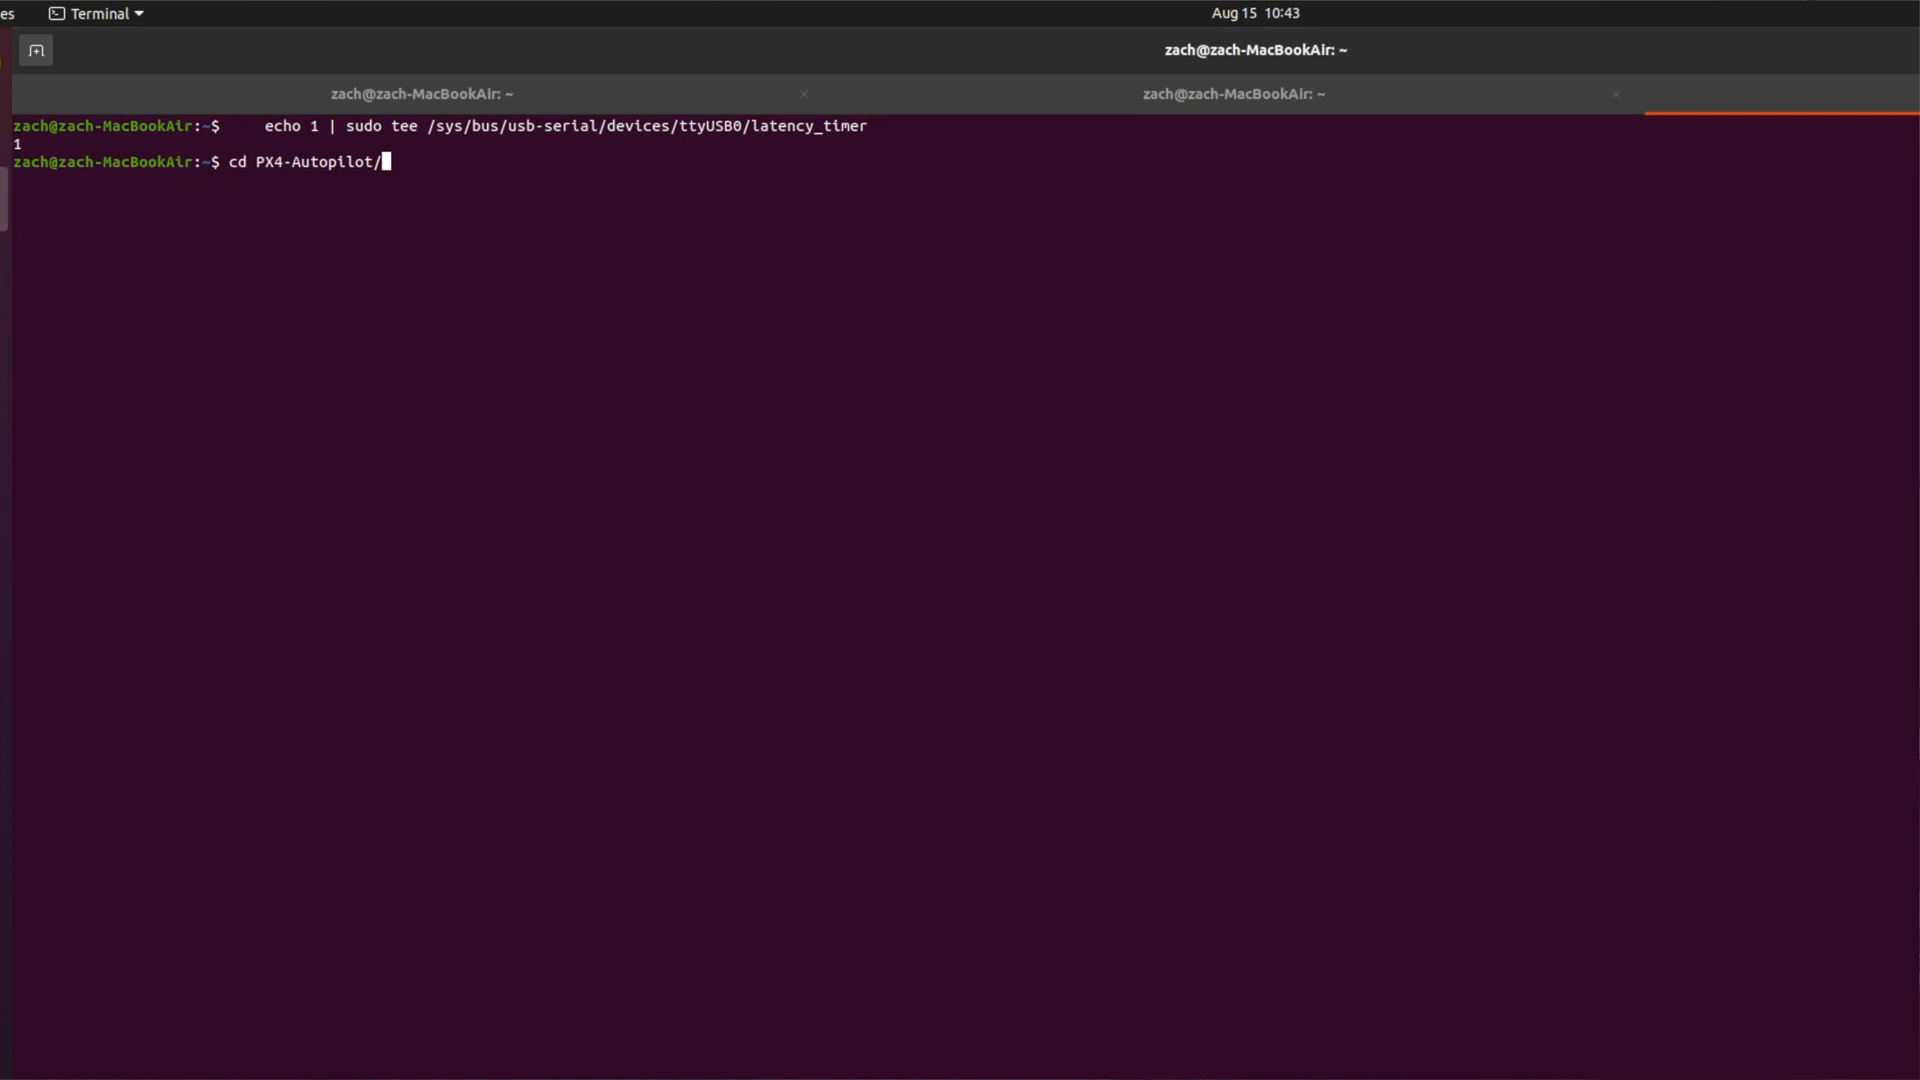 es Terminal Aug 15 10:43
zach@zach-MacBookAir: ~
zach@zach-MacBookAir: ~ × zach@zach-MacBookAir: ~ ×
zach@zach-MacBookAir:~$     echo 1 | sudo tee /sys/bus/usb-serial/devices/ttyUSB0/latency_timer
1
zach@zach-MacBookAir:~$ cd PX4-Autopilot/